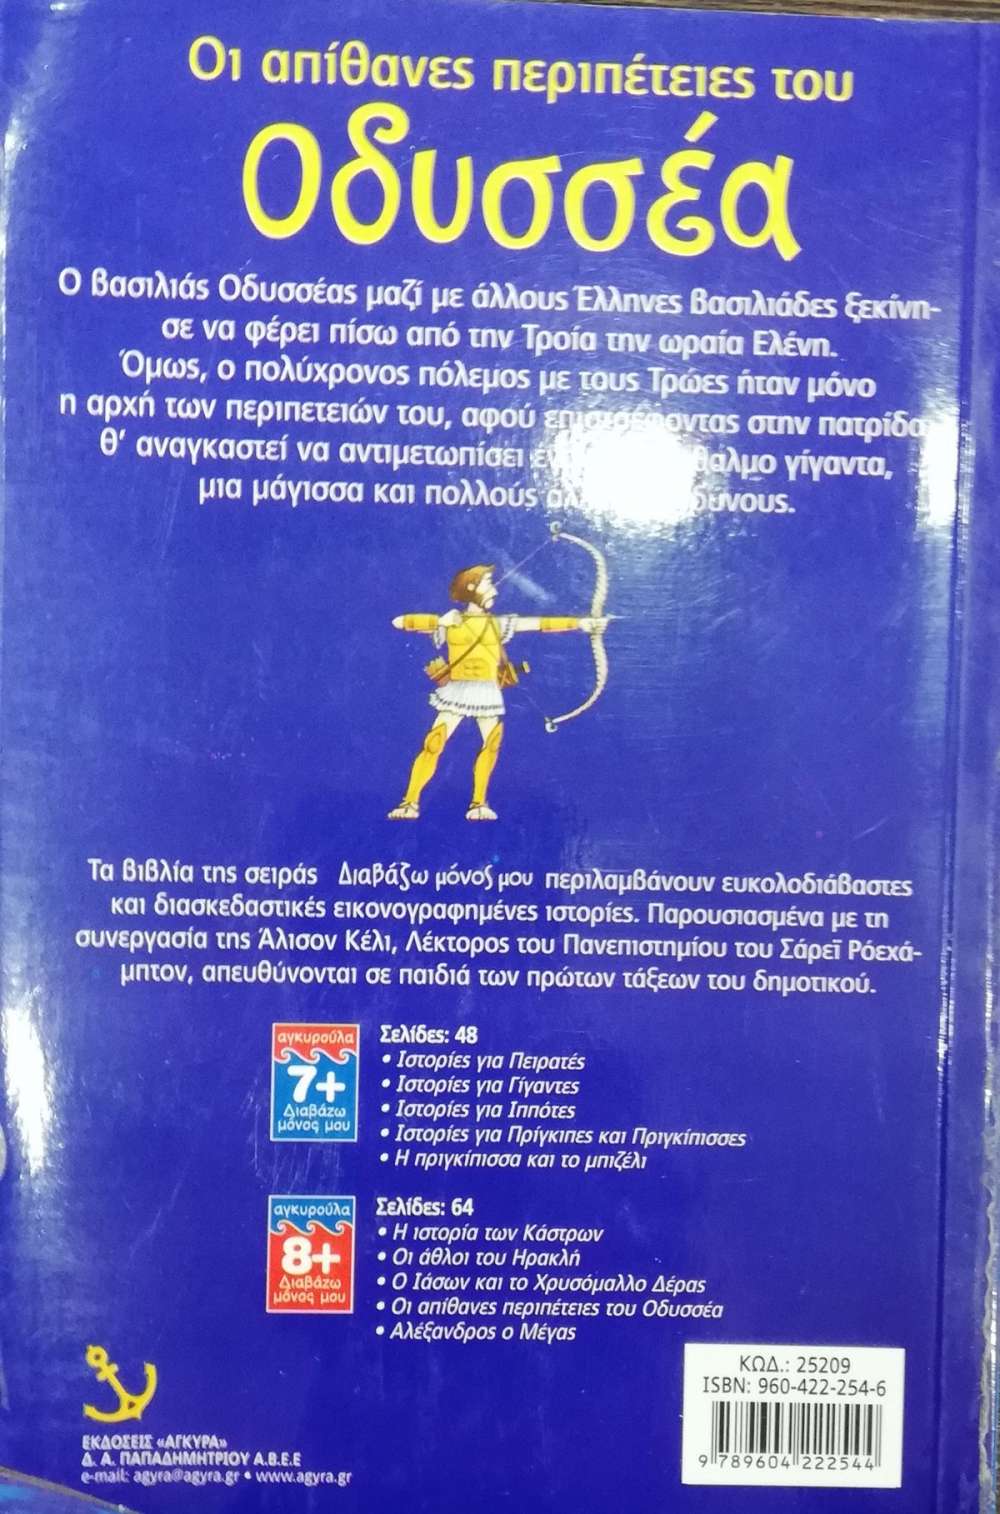 Οι απίθανες περιπέτειες του
Οδυσσέα
Ο βασιλιάς Οδυσσέας μαζί με άλλους Έλληνες βασιλιάδες ξεκίνη-
σε να φέρει πίσω από την Τροία την ωραία Ελένη.
Όμως, ο πολύχρονος πόλεμος με τους Τρώες ήταν μόνο
η αρχή των περιπετειών του, αφού επιστρέφοντας στην πατρίδα
θ' αναγκαστεί να αντιμετωπίσει γίγαντα,
μια μάγισσα και πολλούς
Τα βιβλία της σειράς Διαβάζω μόνος μου περιλαμβάνουν ευκολοδιάβαστες
και διασκεδαστικές εικονογραφημένες ιστορίες. Παρουσιασμένα με τη
συνεργασία της Άλισον Κέλι, Λέκτορος του Πανεπιστημίου του Σάρεϊ Ρόεχά-
μπτον, απευθύνονται σε παιδιά των πρώτων τάξεων του δημοτικού.
αγκυρούλα
7+
Διαβάζω
μόνος μου
Σελίδες: 48
• Ιστορίες για Πειρατές
• Ιστορίες για Γίγαντες
• Ιστορίες για Ιππότες
• Ιστορίες για Πρίγκιπες και Πριγκίπισσες
• Η πριγκίπισσα και το μπιζέλι
αγκυρούλα
8+
Διαβάζω
μόνος μου
Σελίδες: 64
• Η ιστορία των Κάστρων
• Οι άθλοι του Ηρακλή
• Ο Ιάσων και το Χρυσόμαλλο Δέρας
• Οι απίθανες περιπέτειες του Οδυσσέα
• Αλέξανδρος ο Μέγας
ΕΚΔΟΣΕΙΣ «ΑΓΚΥΡΑ»
Δ. Α. ΠΑΠΑΔΗΜΗΤΡΙΟΥ Α.Β.Ε.Ε
e-mail: agyra@agyra.gr • www.agyra.gr
ΚΩΔ.: 25209
ISBN: 960-422-254-6
9 789604 222544